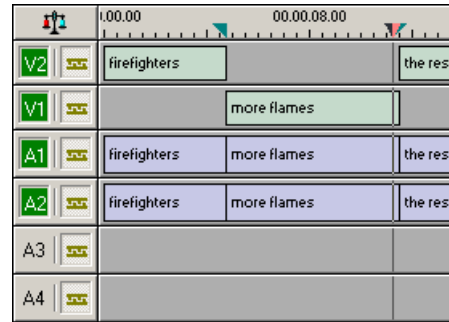 00.00 00.00.08.00
V2 firefighters the res
V1 more flames
A1 firefighters more flames the res
A2 firefighters more flames the res
A3
A4